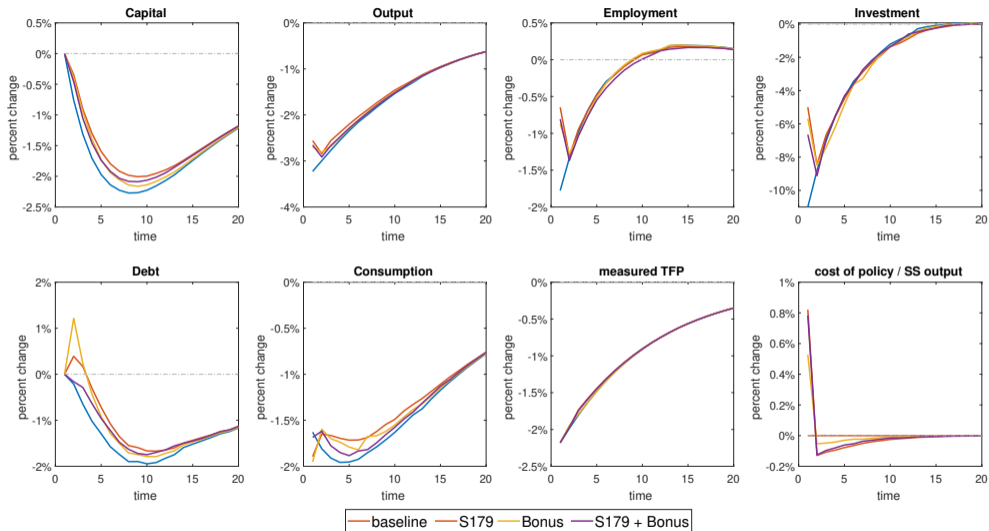 Capital
0.5%
0%
-0.5%
-1%
-1.5%
-2%
-2.5%
percent change
0 5 10 15 20
time
Output
0%
-1%
-2%
-3%
-4%
percent change
0 5 10 15 20
time
Employment
0.5%
0%
-0.5%
-1%
-1.5%
-2%
percent change
0 5 10 15 20
time
Investment
0%
-2%
-4%
-6%
-8%
-10%
percent change
0 5 10 15 20
time
Debt
2%
1%
0%
-1%
-2%
percent change
0 5 10 15 20
time
Consumption
0%
-0.5%
-1%
-1.5%
-2%
percent change
0 5 10 15 20
time
measured TFP
0%
-0.5%
-1%
-1.5%
-2%
-2.5%
percent change
0 5 10 15 20
time
cost of policy / SS output
1%
0.8%
0.6%
0.4%
0.2%
0%
-0.2%
percent change
0 5 10 15 20
time
baseline S179 Bonus S179 + Bonus